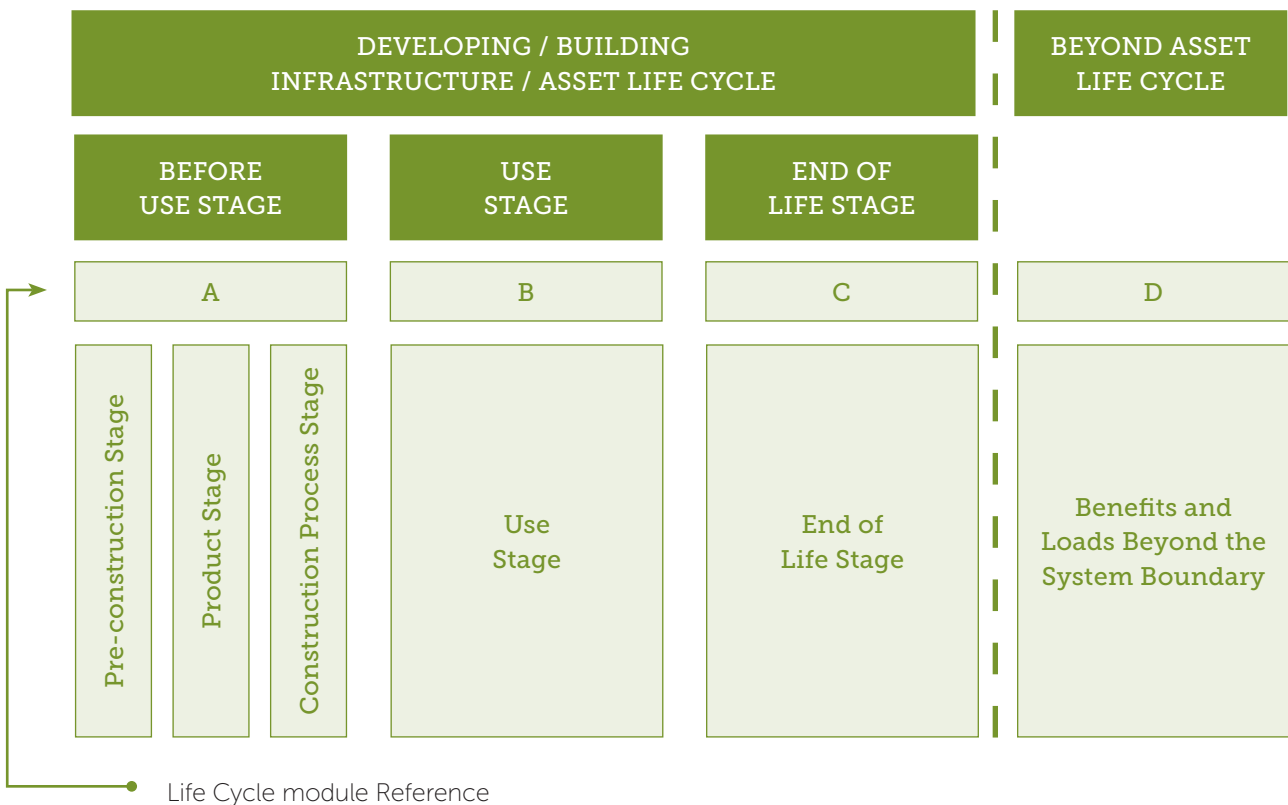 DEVELOPING / BUILDING
INFRASTRUCTURE / ASSET LIFE CYCLE
BEYOND ASSET
LIFE CYCLE
BEFORE
USE STAGE
USE
STAGE
END OF
LIFE STAGE
A
B
C
D
Pre-construction Stage
Product Stage
Construction Process Stage
Use
Stage
End of
Life Stage
Benefits and
Loads Beyond the
System Boundary
Life Cycle module Reference